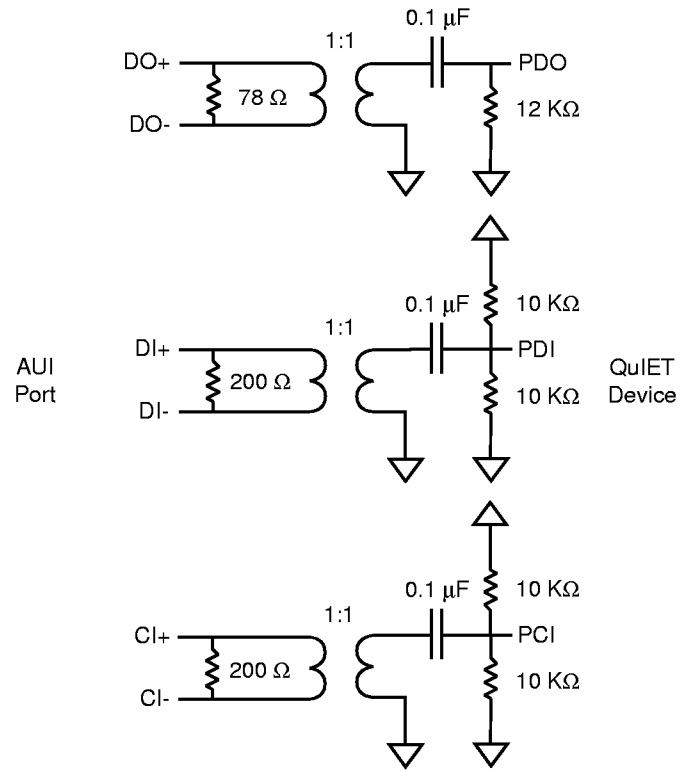 0.1 μF
1:1
DO+
PDO
78 Ω
12 KΩ
DO-
0.1 μF
10 KΩ
1:1
DI+
PDI
AUI
Port
200 Ω
QuIET
Device
10 KΩ
DI-
0.1 μF
10 KΩ
1:1
CI+
PCI
200 Ω
10 KΩ
CI-